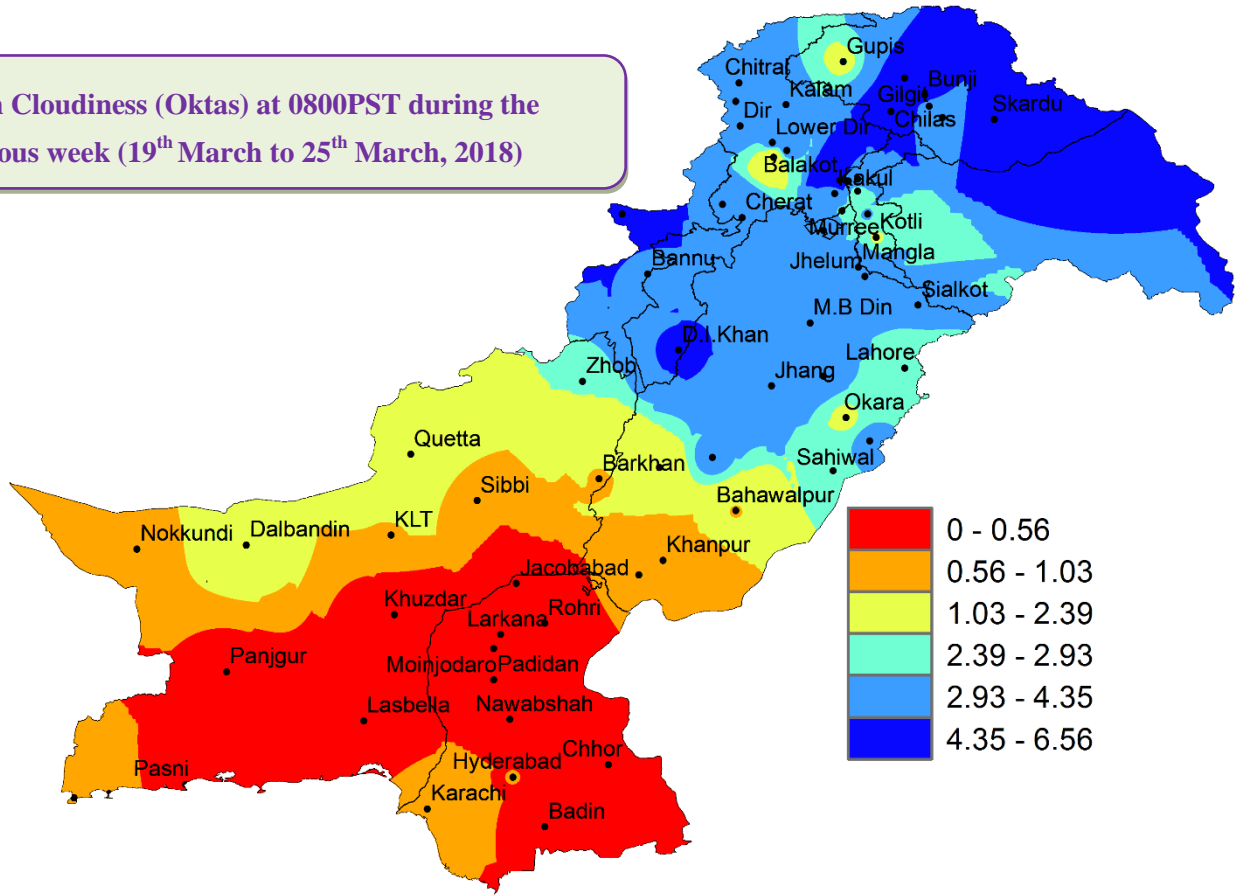 Cloudiness (Oktas) at 0800PST during the
week (19th March to 25th March, 2018)
Gupis
Chitral
Kalam
Bunji
Gilgit
Skardu
Dir
Chilas
Lower Dir
Balakot
Kakul
Cherat
Kotli
Murree
Mangla
Bannu
Jhelum
Sialkot
M.B Din
D.I.Khan
Lahore
Zhob
Jhang
Okara
Quetta
Barkhan
Sahiwal
Sibbi
Bahawalpur
Nokkundi
Dalbandin
KLT
Khanpur
Jacobabad
Khuzdar
Rohri
Larkana
Panjgur
Moinjodaro
Padidan
Lasbella
Nawabshah
Chhor
Hyderabad
Pasni
Karachi
Badin
0 - 0.56
0.56 - 1.03
1.03 - 2.39
2.39 - 2.93
2.93 - 4.35
4.35 - 6.56